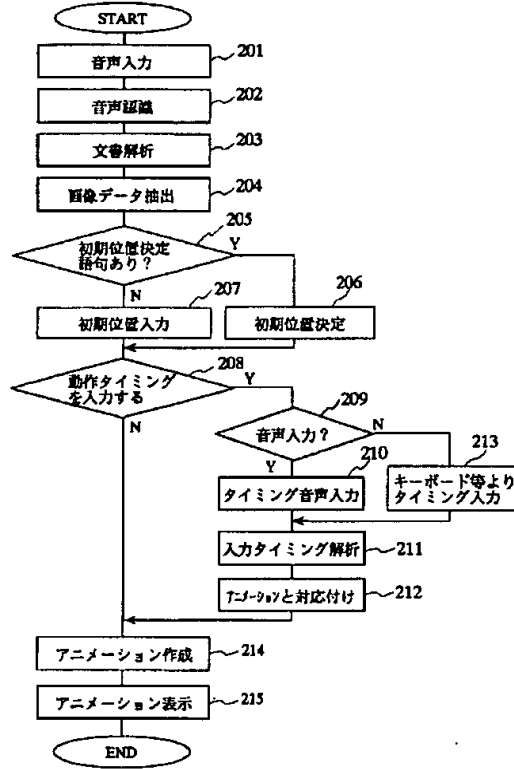 START
音声入力
201
音声認識
202
文書解析
203
画像データ抽出
204
205
初期位置決定
語句あり?
Y
N
207
206
初期位置入力
初期位置決定
208
動作タイミング
を入力する
Y
N
209
音声入力?
N
Y
210
213
タイミング音声入力
キーボード等より
タイミング入力
入力タイミング解析
211
アニメーションと対応付け
212
アニメーション作成
214
アニメーション表示
215
END